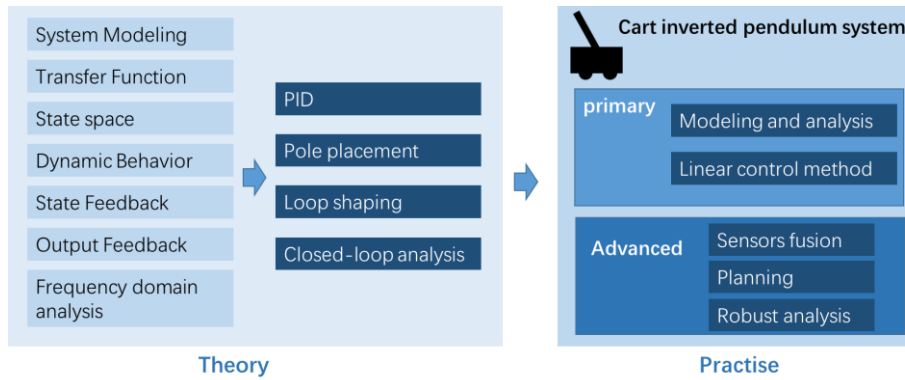 System Modeling
Transfer Function
State space
Dynamic Behavior
State Feedback
Output Feedback
Frequency domain
analysis
PID
Pole placement
Loop shaping
Closed-loop analysis
Theory
Cart inverted pendulum system
primary
Modeling and analysis
Linear control method
Advanced
Sensors fusion
Planning
Robust analysis
Practise